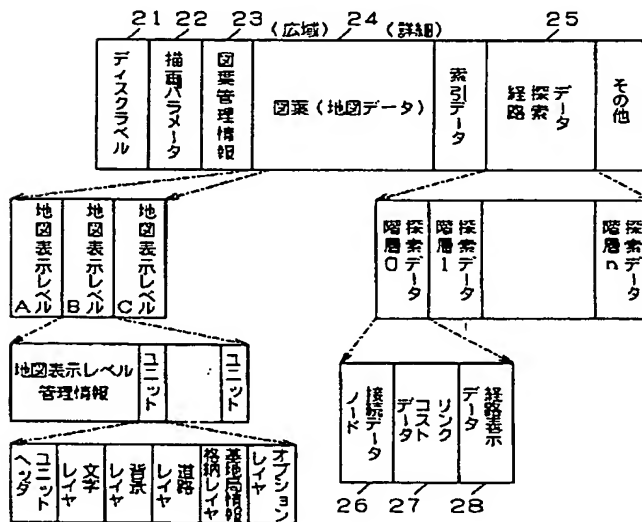 21 22 23 (広域) 24 (詳細) 25
ディスクラベル
描画パラメータ
図葉管理情報
図葉(地図データ)
索引データ
経路探索データ
その他
地図表示レベルA
地図表示レベルB
地図表示レベルC
階層0探索データ
階層1探索データ
階層n探索データ
地図表示レベル管理情報
ユニット
ユニット
ユニットヘッダ
文字レイヤ
背景レイヤ
道路レイヤ
基地局情報格納レイヤ
オプションレイヤ
ノード接続データ
リンクコストデータ
経路表示データ
26 27 28